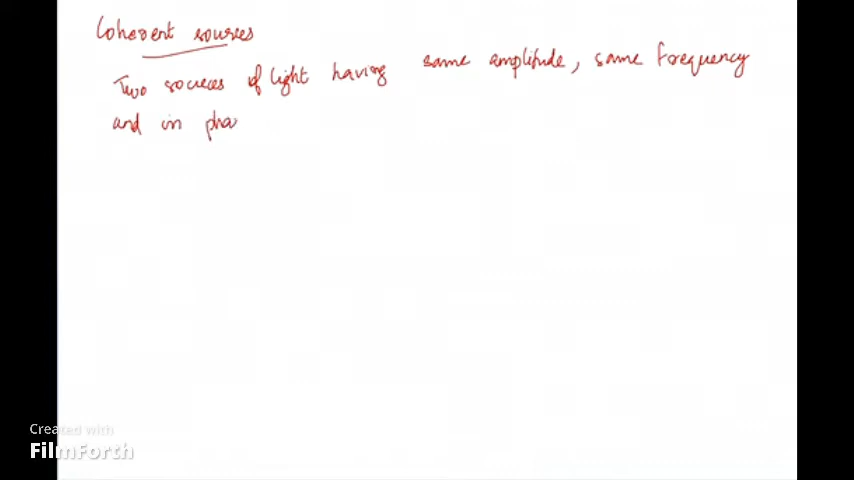 Coherent sources
Two sources of light having same amplitude, same frequency
and in pha
Created with
FilmForth